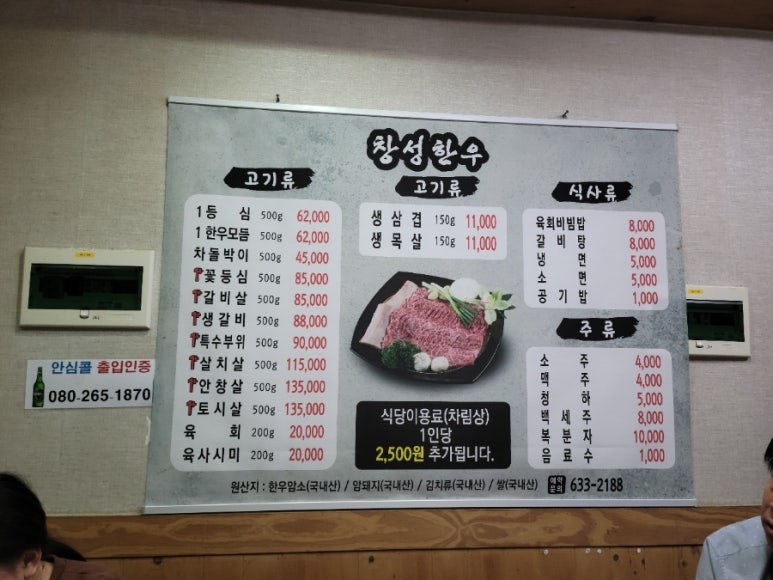 창성한우
고기류
1등심 500g 62,000
1한우모듬 500g 62,000
차돌박이 500g 45,000
꽃등심 500g 85,000
갈비살 500g 85,000
생갈비 500g 88,000
특수부위 500g 90,000
살치살 500g 115,000
안창살 500g 135,000
토시살 500g 135,000
육회 200g 20,000
육사시미 200g 20,000
고기류
생삼겹 150g 11,000
생목살 150g 11,000
식당이용료(차림상)
1인당
2,500원 추가됩니다.
식사류
육회비빔밥 8,000
갈비탕 8,000
냉면 5,000
소면 5,000
공기밥 1,000
주류
소주 4,000
맥주 4,000
청하 5,000
백세주 8,000
복분자 10,000
음료수 1,000
원산지 : 한우암소(국내산) / 암돼지(국내산) / 김치류(국내산) / 쌀(국내산) 예약문의 633-2188
안심콜 출입인증
080-265-1870